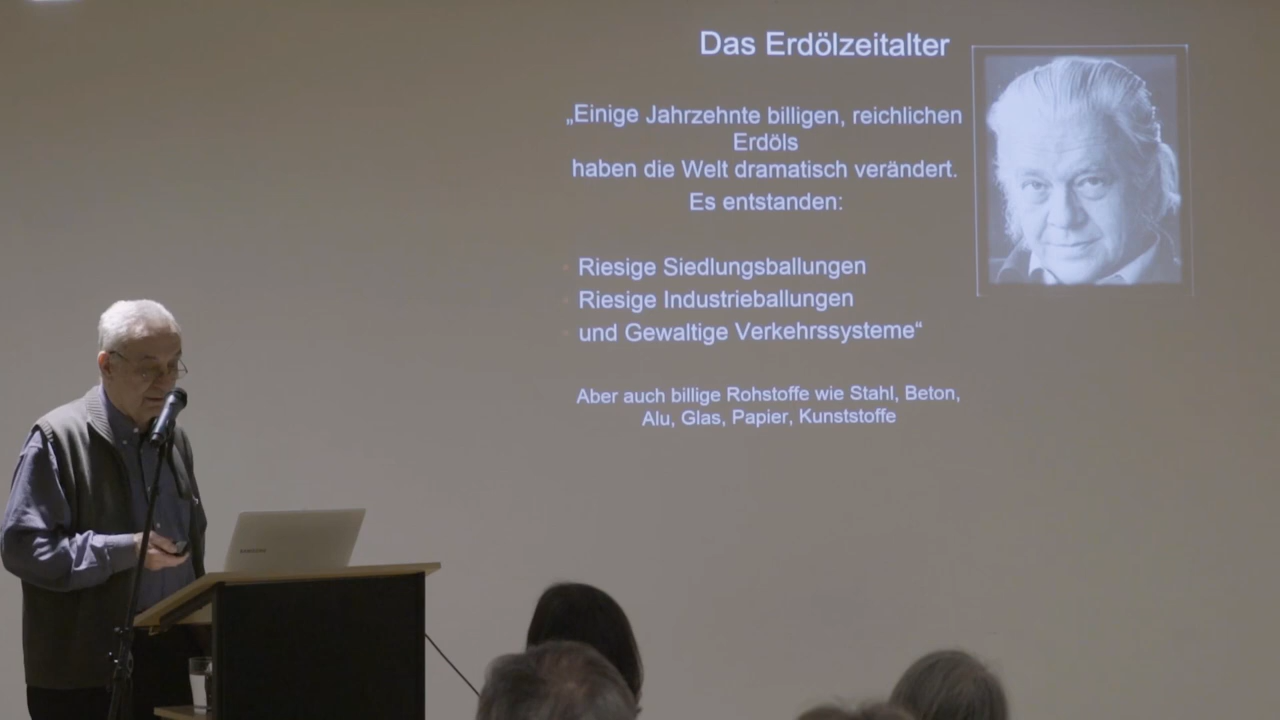 Das Erdölzeitalter
„Einige Jahrzehnte billigen, reichlichen
Erdöls
haben die Welt dramatisch verändert.
Es entstanden:
Riesige Siedlungsballungen
Riesige Industrieballungen
und Gewaltige Verkehrssysteme“
Aber auch billige Rohstoffe wie Stahl, Beton,
Alu, Glas, Papier, Kunststoffe
SAMSUNG